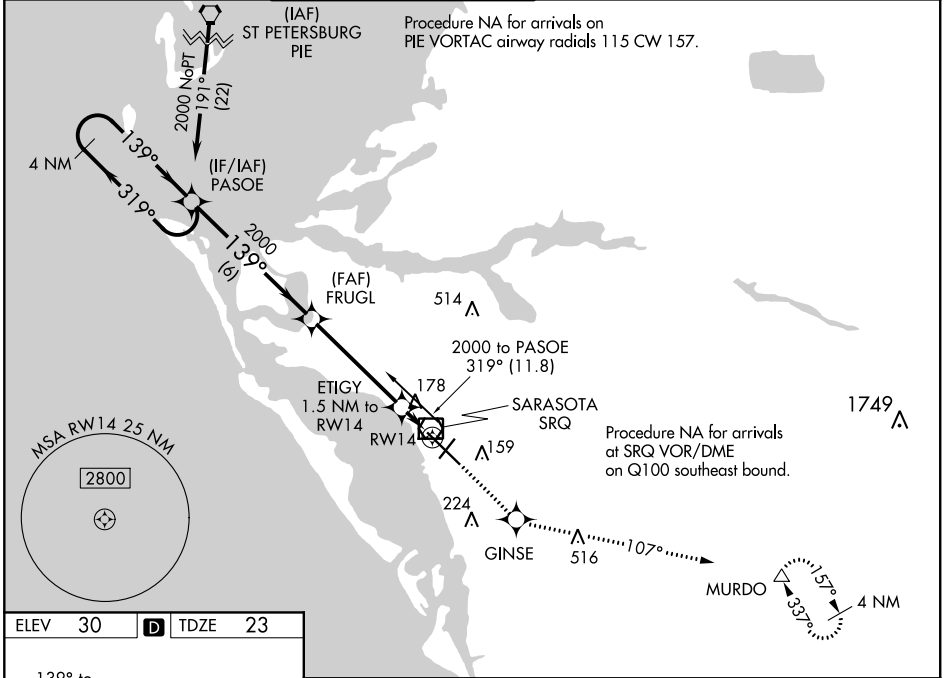 (IAF)
ST PETERSBURG
PIE
Procedure NA for arrivals on
PIE VORTAC airway radials 115 CW 157.
2000 NoPT
191°
(22)
4 NM
139°
319°
(IF/IAF)
PASOE
2000
139°
(6)
(FAF)
FRUGL
514
2000 to PASOE
319° (11.8)
ETIGY
1.5 NM to
RW14
178
RW14
SARASOTA
SRQ
159
1749
Procedure NA for arrivals
at SRQ VOR/DME
on Q100 southeast bound.
MSA RW14 25 NM
2800
224
GINSE
516
107°
MURDO
157°
337°
4 NM
ELEV 30 D TDZE 23
139° to